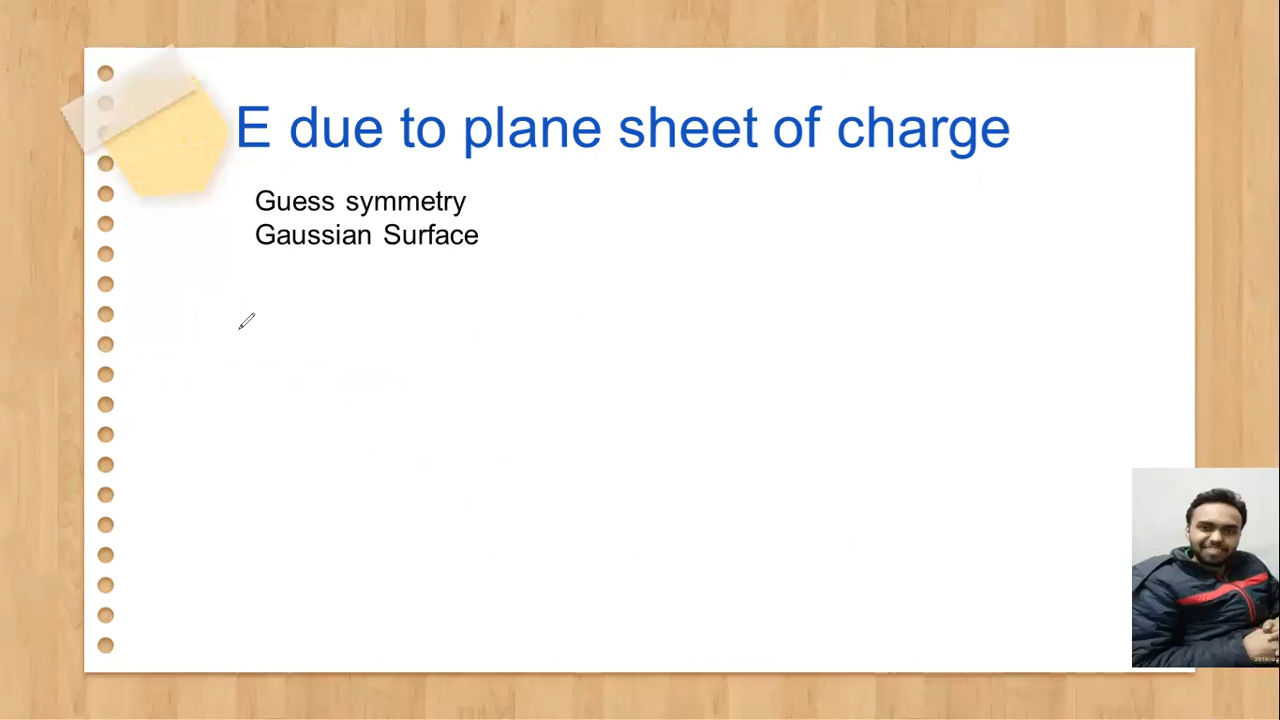 E due to plane sheet of charge
Guess symmetry
Gaussian Surface